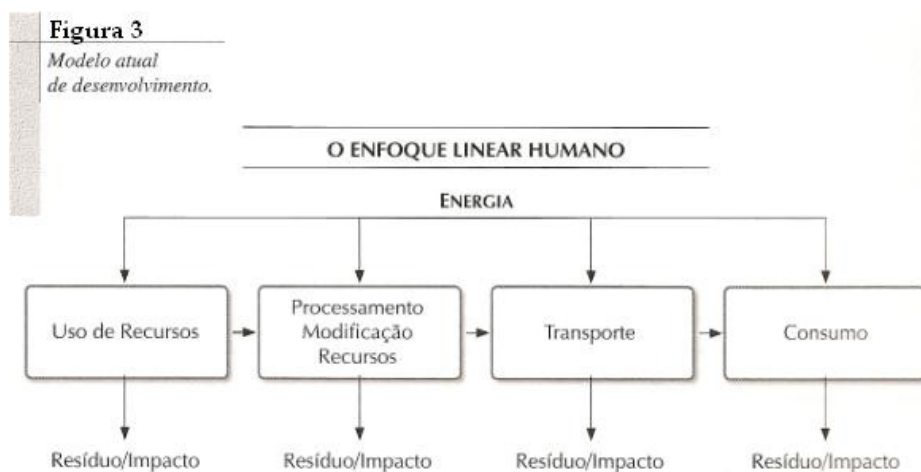 Figura 3
Modelo atual
de desenvolvimento.
O ENFOQUE LINEAR HUMANO
ENERGIA
Uso de Recursos
Processamento
Modificação
Recursos
Transporte
Consumo
Resíduo/Impacto
Resíduo/Impacto
Resíduo/Impacto
Resíduo/Impacto